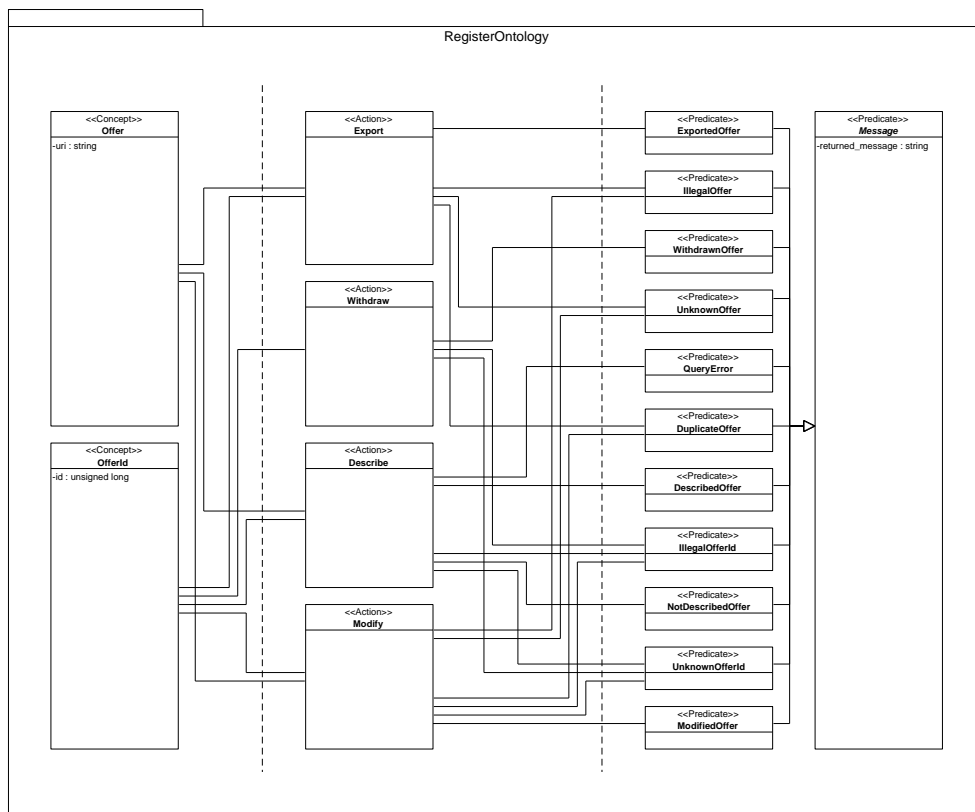 RegisterOntology
<<Concept>>
Offer
-uri : string
<<Concept>>
OfferId
-id : unsigned long
<<Action>>
Export
<<Action>>
Withdraw
<<Action>>
Describe
<<Action>>
Modify
<<Predicate>>
ExportedOffer
<<Predicate>>
IllegalOffer
<<Predicate>>
WithdrawnOffer
<<Predicate>>
UnknownOffer
<<Predicate>>
QueryError
<<Predicate>>
DuplicateOffer
<<Predicate>>
DescribedOffer
<<Predicate>>
IllegalOfferId
<<Predicate>>
NotDescribedOffer
<<Predicate>>
UnknownOfferId
<<Predicate>>
ModifiedOffer
<<Predicate>>
Message
-returned_message : string